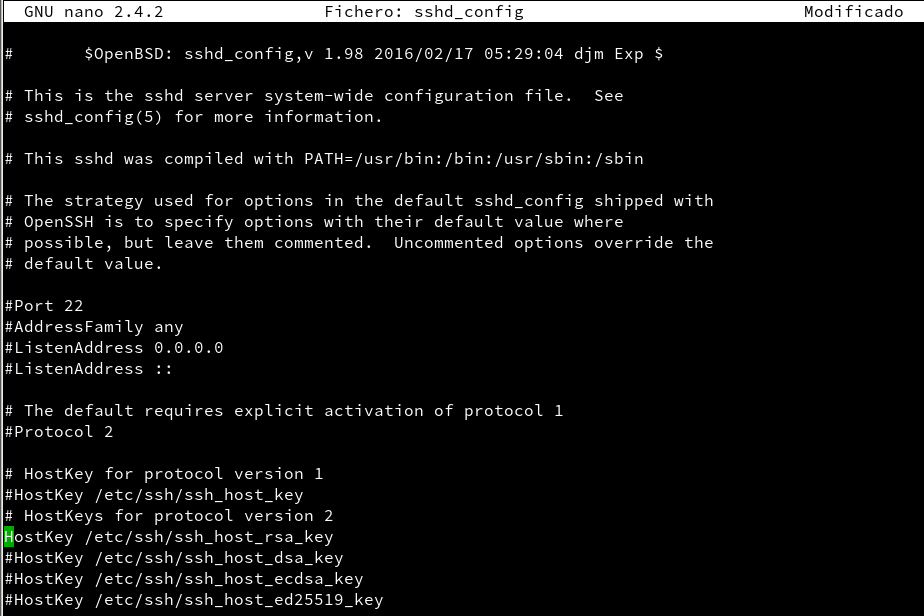 GNU nano 2.4.2 Fichero: sshd_config Modificado
# $OpenBSD: sshd_config,v 1.98 2016/02/17 05:29:04 djm Exp $
# This is the sshd server system-wide configuration file.  See
# sshd_config(5) for more information.
# This sshd was compiled with PATH=/usr/bin:/bin:/usr/sbin:/sbin
# The strategy used for options in the default sshd_config shipped with
# OpenSSH is to specify options with their default value where
# possible, but leave them commented.  Uncommented options override the
# default value.
#Port 22
#AddressFamily any
#ListenAddress 0.0.0.0
#ListenAddress ::
# The default requires explicit activation of protocol 1
#Protocol 2
# HostKey for protocol version 1
#HostKey /etc/ssh/ssh_host_key
# HostKeys for protocol version 2
HostKey /etc/ssh/ssh_host_rsa_key
#HostKey /etc/ssh/ssh_host_dsa_key
#HostKey /etc/ssh/ssh_host_ecdsa_key
#HostKey /etc/ssh/ssh_host_ed25519_key